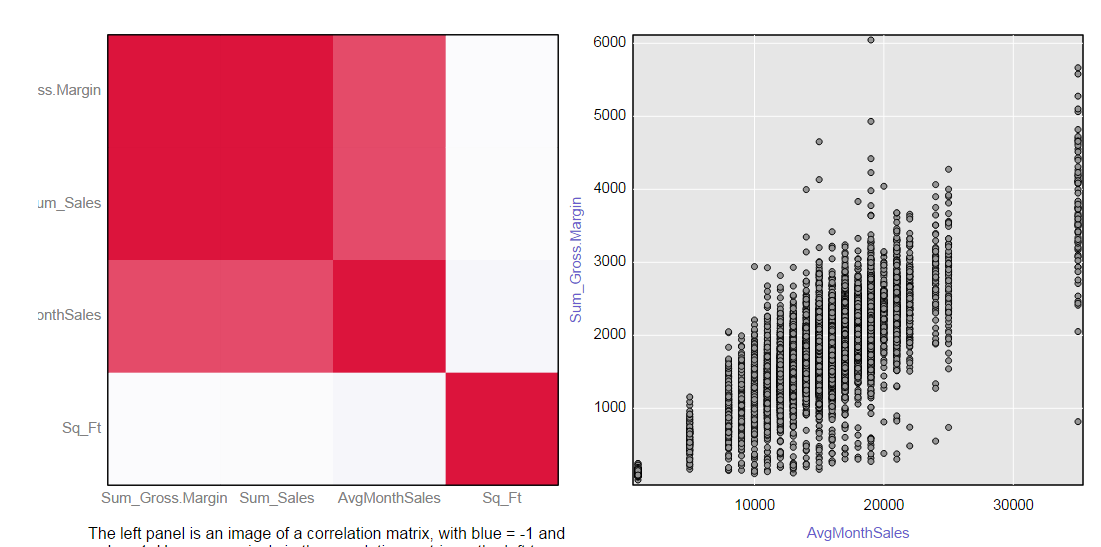 ss.Margin
um_Sales
onthSales
Sq_Ft
Sum_Gross.Margin Sum_Sales AvgMonthSales Sq_Ft
The left panel is an image of a correlation matrix, with blue = -1 and
6000
5000
4000
3000
2000
1000
Sum_Gross.Margin
10000 20000 30000
AvgMonthSales